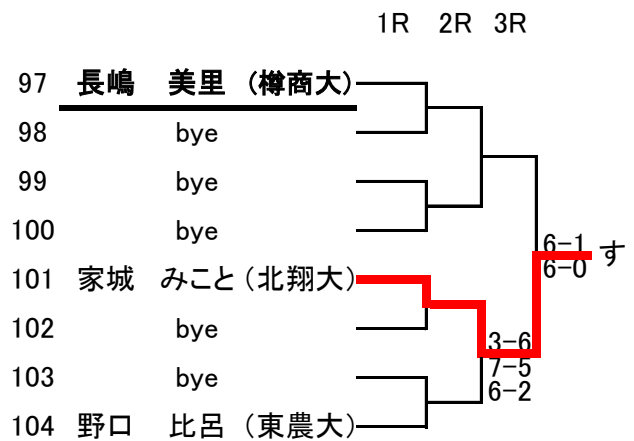 1R 2R 3R
97 長嶋 美里 (樽商大)
98 bye
99 bye
100 bye
6-1
6-0 す
101 家城 みこと (北翔大)
102 bye
3-6
7-5
6-2
103 bye
104 野口 比呂 (東農大)